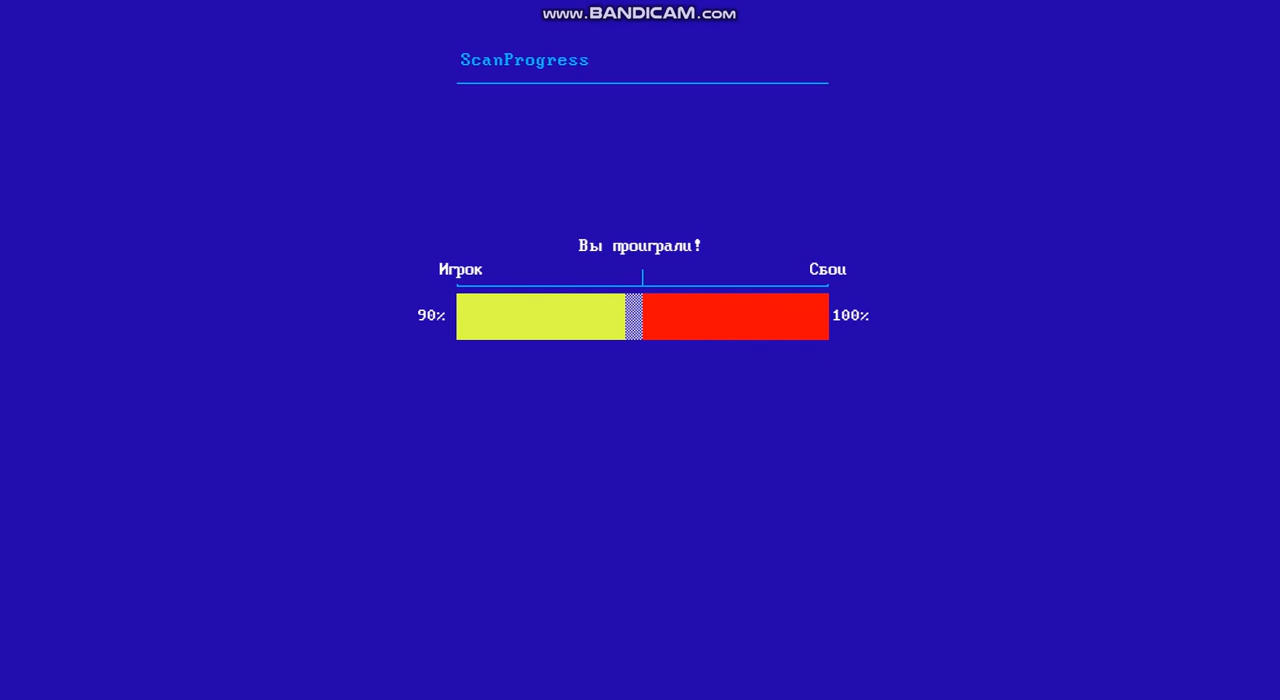 www.BANDICAM.com
ScanProgress
Вы проиграли!
Игрок Сбои
90% 100%